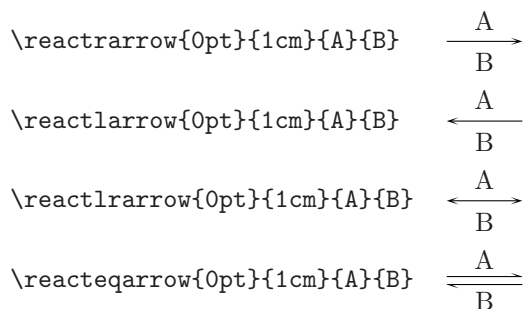 A
\reactrarrow{0pt}{1cm}{A}{B}
B
A
\reactlarrow{0pt}{1cm}{A}{B}
B
A
\reactlrarrow{0pt}{1cm}{A}{B}
B
A
\reacteqarrow{0pt}{1cm}{A}{B}
B